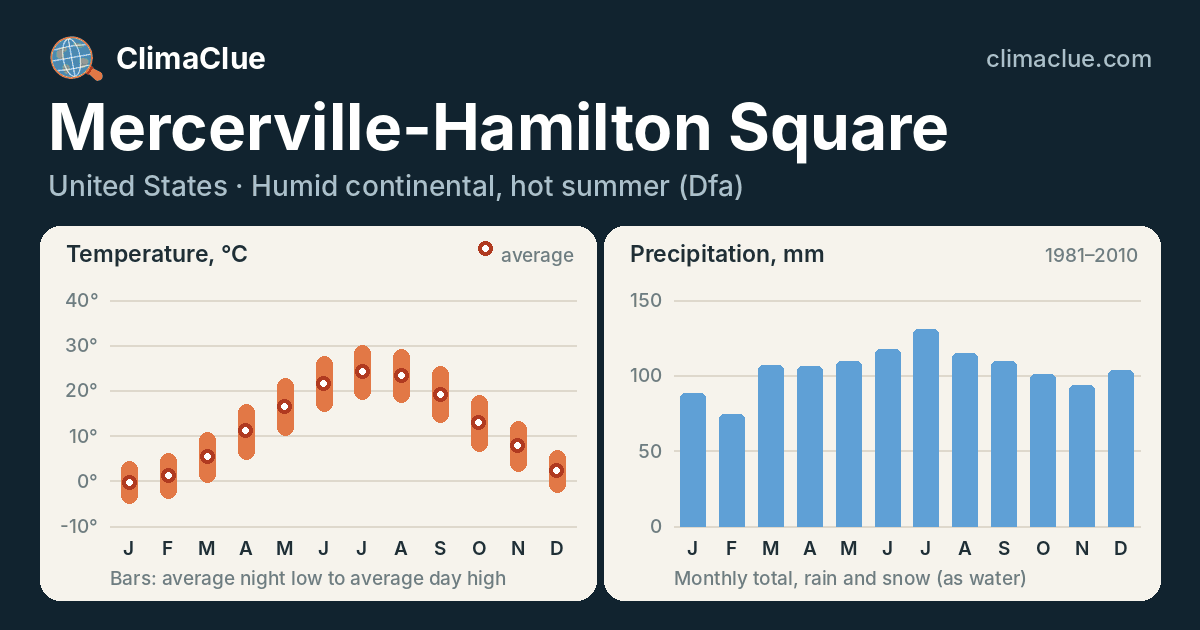 ClimaClue
climaclue.com
Mercerville-Hamilton Square
United States · Humid continental, hot summer (Dfa)
Temperature, °C
average
40°
30°
20°
10°
0°
-10°
J F M A M J J A S O N D
Bars: average night low to average day high
Precipitation, mm
1981–2010
150
100
50
0
J F M A M J J A S O N D
Monthly total, rain and snow (as water)